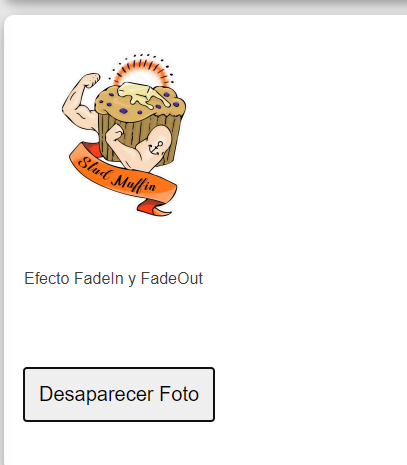 Stud Muffin
Efecto FadeIn y FadeOut
Desaparecer Foto